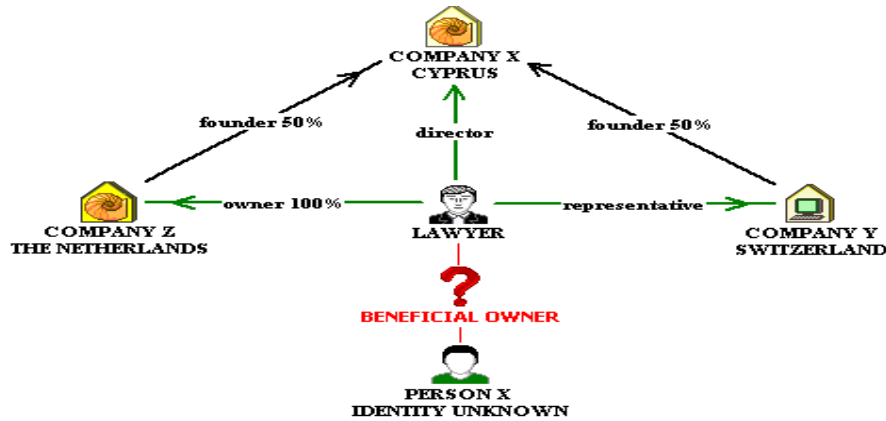 COMPANY X
CYPRUS
founder 50%
founder 50%
director
owner 100%
representative
COMPANY Z
THE NETHERLANDS
LAWYER
COMPANY Y
SWITZERLAND
?
BENEFICIAL OWNER
PERSON X
IDENTITY UNKNOWN